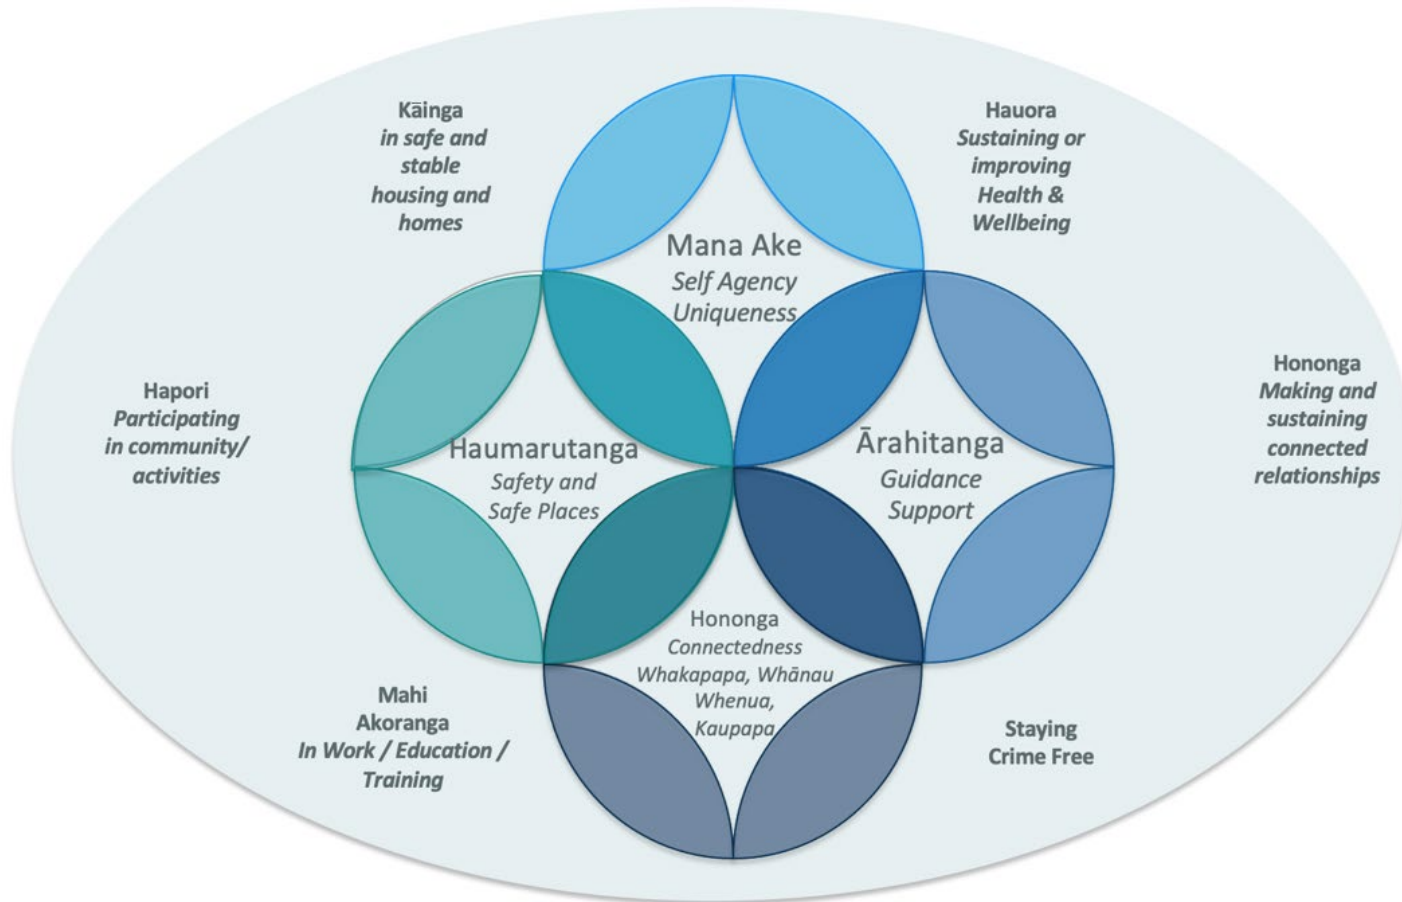 Kāinga
in safe and
stable
housing and
homes
Hauora
Sustaining or
improving
Health &
Wellbeing
Mana Ake
Self Agency
Uniqueness
Hapori
Participating
in community/
activities
Haumarutanga
Safety and
Safe Places
Ārahitanga
Guidance
Support
Hononga
Making and
sustaining
connected
relationships
Hononga
Connectedness
Whakapapa, Whānau
Whenua,
Kaupapa
Mahi
Akoranga
In Work / Education /
Training
Staying
Crime Free